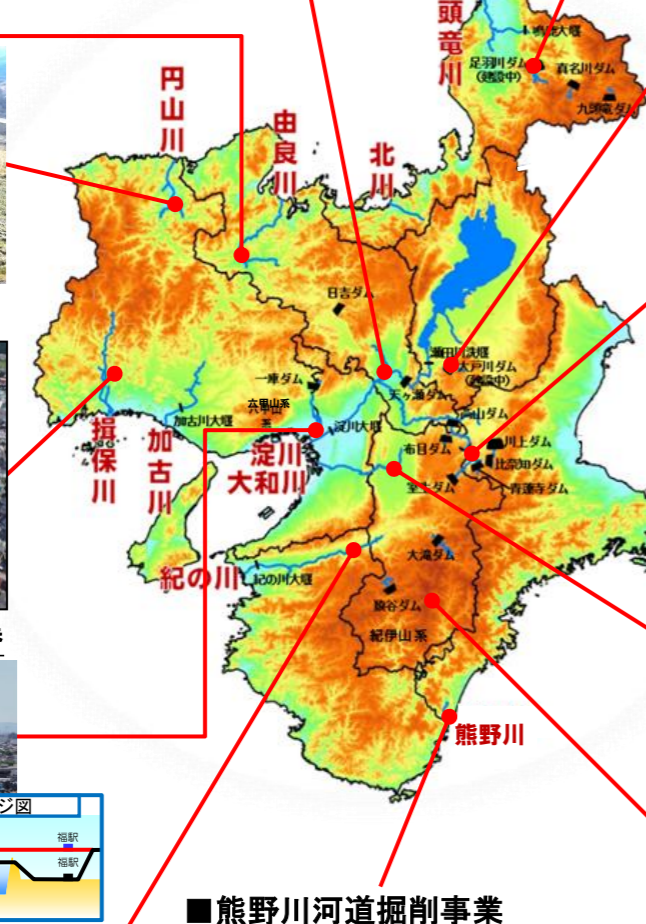 頭竜川
鳴鹿大堰
足羽川ダム
(建設中)
真名川ダム
九頭竜ダム
円山川
由良川
北川
日吉ダム
瀬田川洗堰
大戸川ダム
(建設中)
天ヶ瀬ダム
一庫ダム
六甲山系
加古川大堰
淀川大堰
揖保川
加古川
淀川
大和川
布目ダム
川上ダム
比奈知ダム
青蓮寺ダム
室生ダム
紀の川
紀の川大堰
大滝ダム
猿谷ダム
紀伊山系
熊野川
ジ図
福駅
福駅
■熊野川河道掘削事業